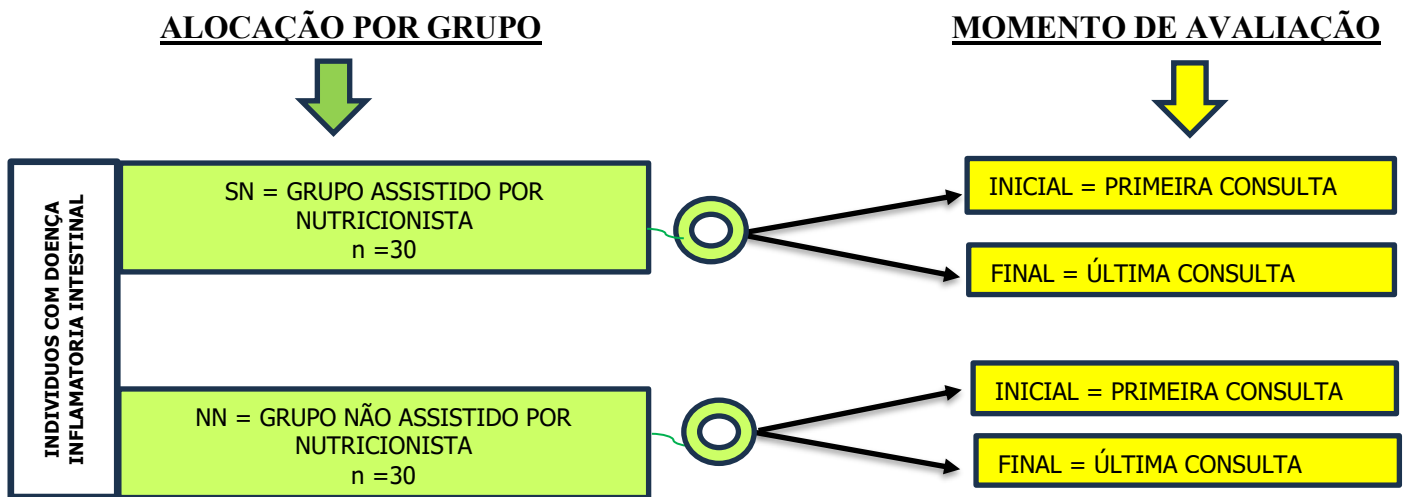 ALOCAÇÃO POR GRUPO
MOMENTO DE AVALIAÇÃO
INDIVIDUOS COM DOENÇA
INFLAMATORIA INTESTINAL
SN = GRUPO ASSISTIDO POR
NUTRICIONISTA
n =30
INICIAL = PRIMEIRA CONSULTA
FINAL = ÚLTIMA CONSULTA
NN = GRUPO NÃO ASSISTIDO POR
NUTRICIONISTA
n =30
INICIAL = PRIMEIRA CONSULTA
FINAL = ÚLTIMA CONSULTA